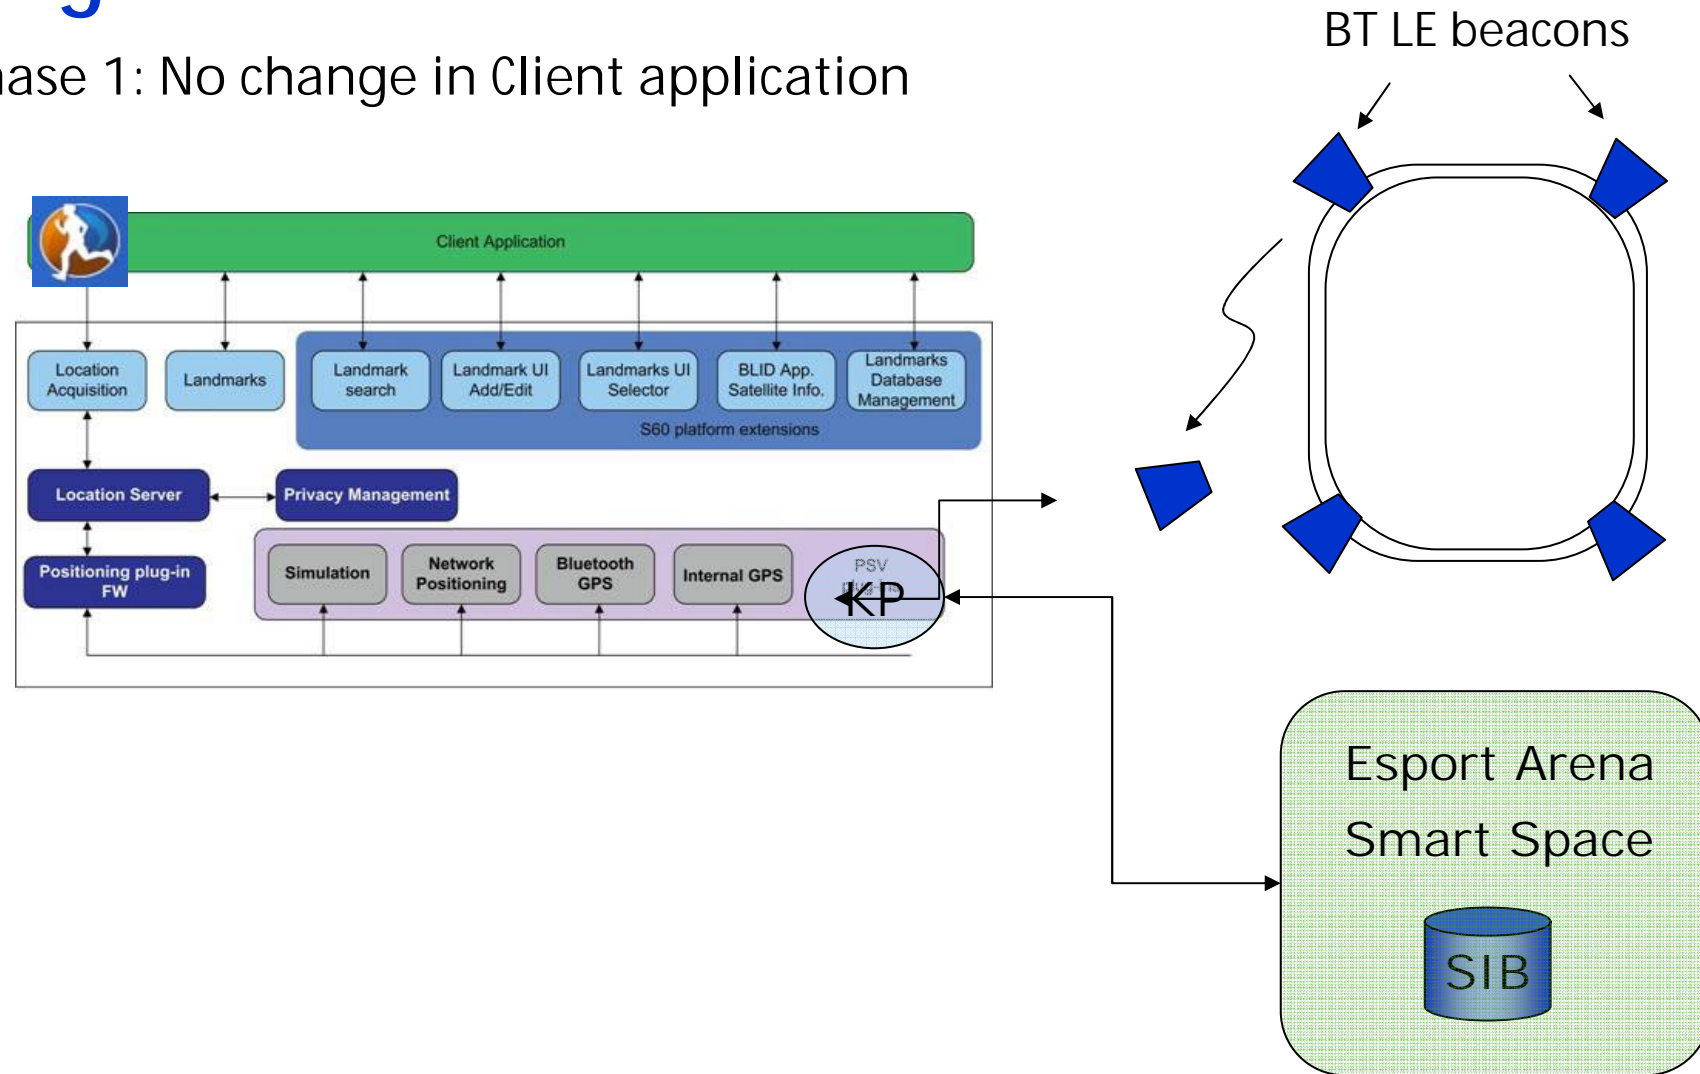 BT LE beacons
hase 1: No change in Client application
Client Application
Location
Acquisition
Landmarks
Landmark
search
Landmark UI
Add/Edit
Landmarks UI
Selector
BLID App.
Satellite Info.
Landmarks
Database
Management
S60 platform extensions
Location Server
Privacy Management
Positioning plug-in
FW
Simulation
Network
Positioning
Bluetooth
GPS
Internal GPS
PSV
KP
Esport Arena
Smart Space
SIB